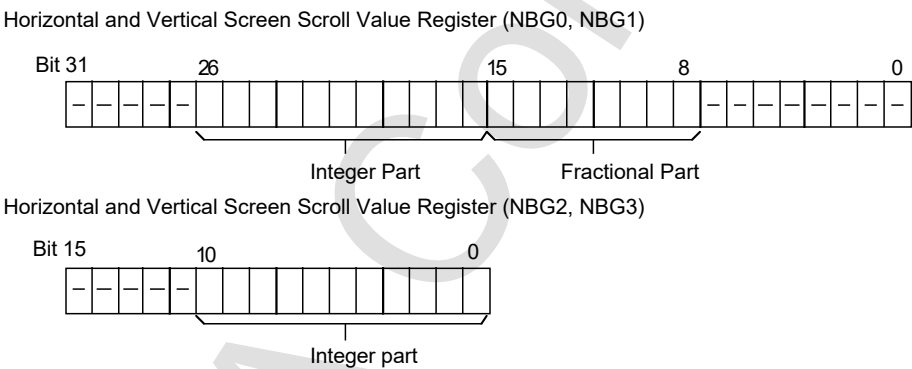 Horizontal and Vertical Screen Scroll Value Register (NBG0, NBG1)
Bit 31 26 15 8 0
– – – – – – – – – – – – –
Integer Part Fractional Part
Horizontal and Vertical Screen Scroll Value Register (NBG2, NBG3)
Bit 15 10 0
– – – – –
Integer part